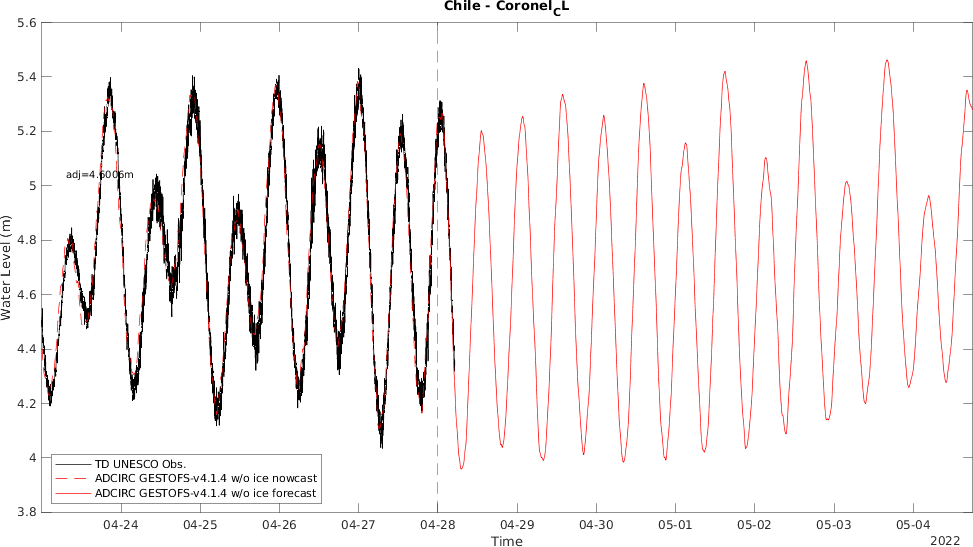 Chile - Coronel_CL
5.6
5.4
5.2
5
4.8
4.6
4.4
4.2
4
3.8
Water Level (m)
adj=4.6006m
TD UNESCO Obs.
ADCIRC GESTOFS-v4.1.4 w/o ice nowcast
ADCIRC GESTOFS-v4.1.4 w/o ice forecast
04-24 04-25 04-26 04-27 04-28 04-29 04-30 05-01 05-02 05-03 05-04
Time
2022